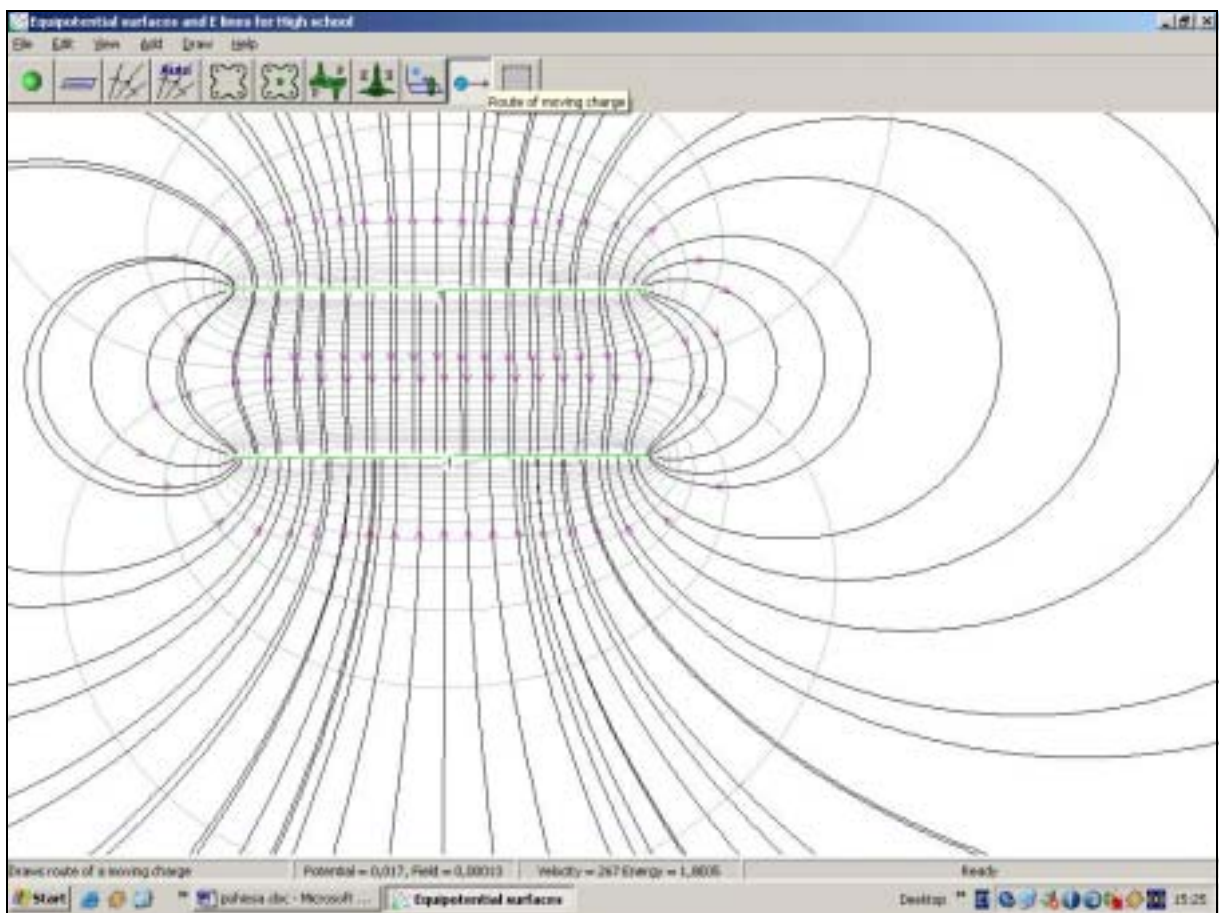 Equipotential surfaces and E lines for High school
File Edit View Add Draw Help
Route of moving charge
Draws route of a moving charge Potential = 0,017, Field = 0,00013 Velocity = 267 Energy = 1,8035 Ready
Start Microsoft ... Equipotential surfaces Desktop 15:25